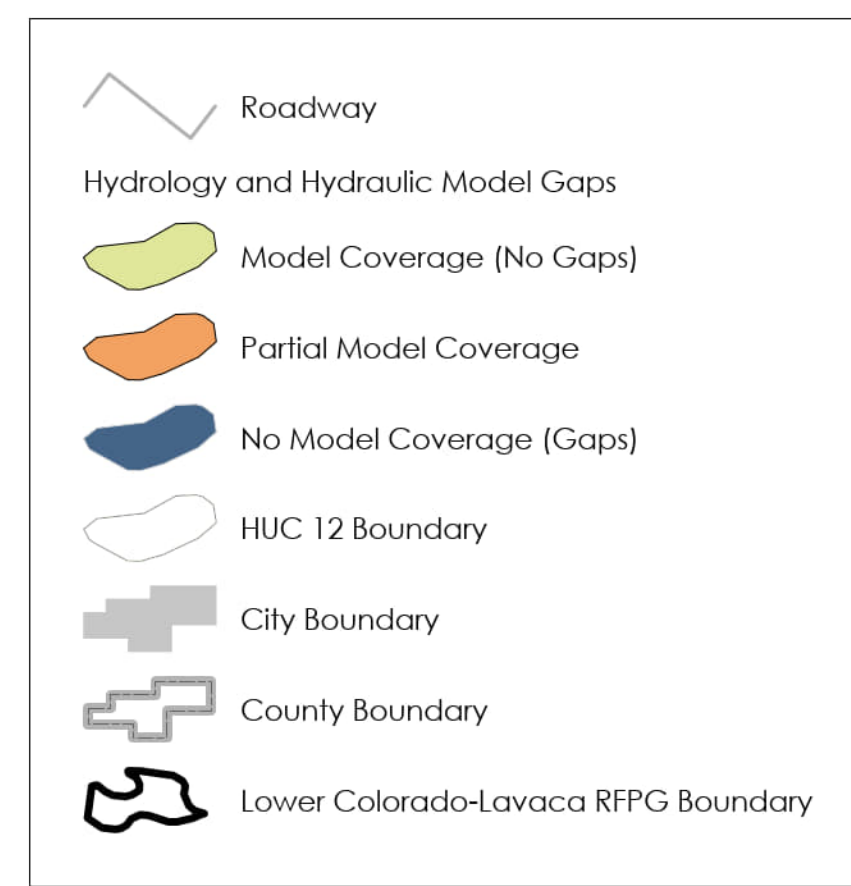 Roadway
Hydrology and Hydraulic Model Gaps
Model Coverage (No Gaps)
Partial Model Coverage
No Model Coverage (Gaps)
HUC 12 Boundary
City Boundary
County Boundary
Lower Colorado-Lavaca RFPG Boundary